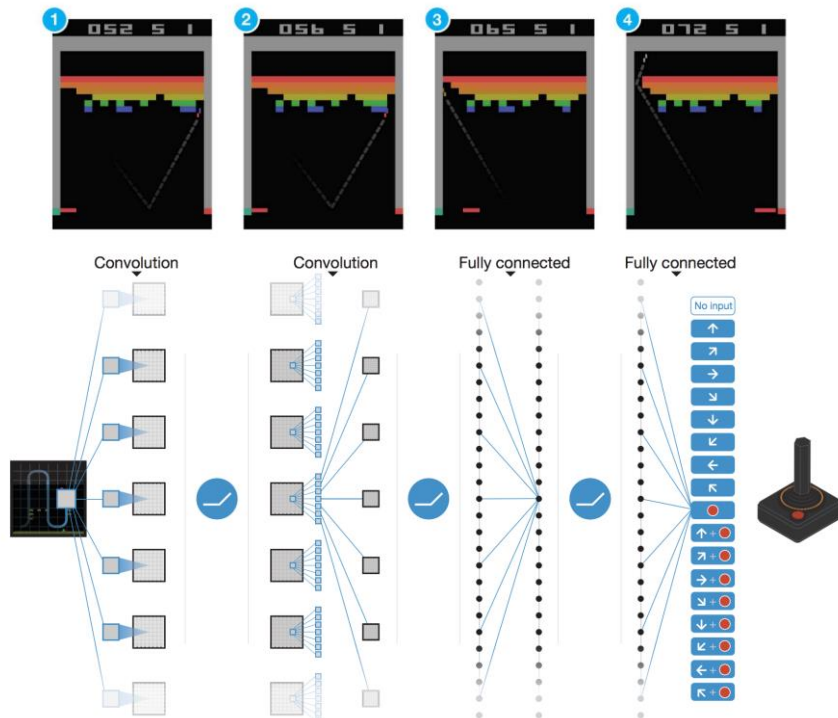 1 2 3 4
052 5 1
056 5 1
065 5 1
072 5 1
Convolution
Convolution
Fully connected
Fully connected
No input
↑
↗
→
↘
↓
↙
←
↖
↑ +
↗ +
→ +
↘ +
↓ +
↙ +
← +
↖ +